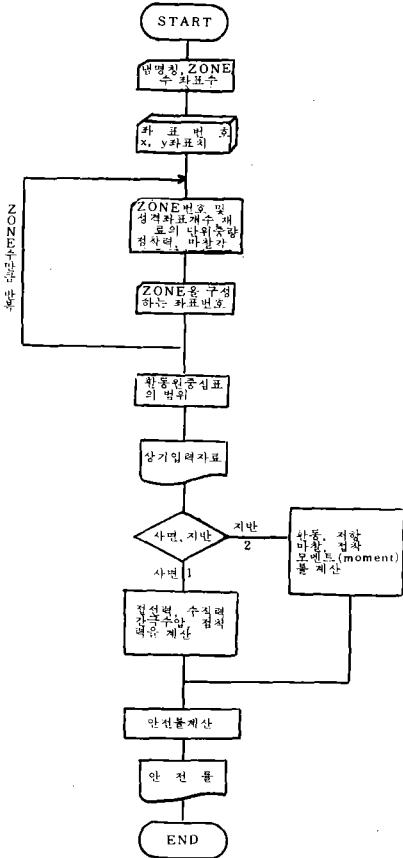 START
댐명칭, ZONE
수 좌표수
좌 표 번 호
x, y좌표치
ZONE번호 및
성격좌표개수, 재
료의 단위중량
점착력, 마찰각
ZONE을 구성
하는 좌표번호
ZONE수만큼 반복
활동원중심표
의 범위
상기입력자료
사면, 지반
지반
2
사면 1
활동, 저항
마찰, 점착
모멘트(moment)
를 계산
접선력, 수직력
간극수압, 점착
력을 계산
안전률계산
안 전 률
END